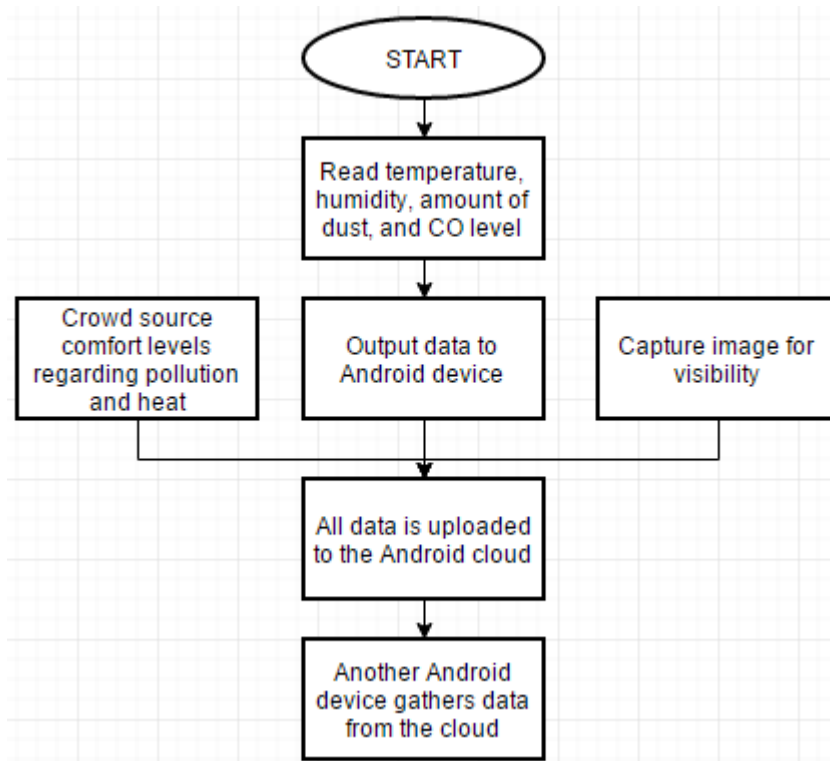 START
Read temperature,
humidity, amount of
dust, and CO level
Crowd source
comfort levels
regarding pollution
and heat
Output data to
Android device
Capture image for
visibility
All data is uploaded
to the Android cloud
Another Android
device gathers data
from the cloud